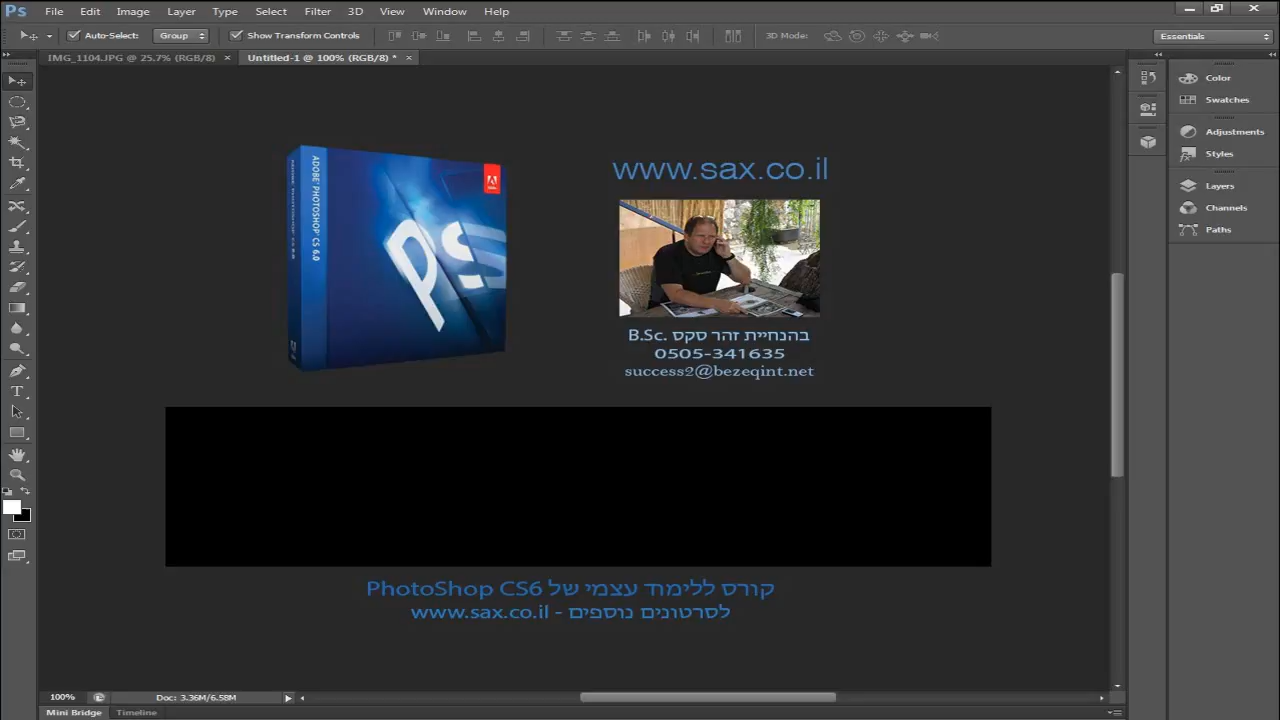 Ps File Edit Image Layer Type Select Filter 3D View Window Help
Auto-Select: Group Show Transform Controls 3D Mode: Essentials
IMG_1104.JPG @ 25.7% (RGB/8) × Untitled-1 @ 100% (RGB/8) * ×
Color
Swatches
Adjustments
Styles
Layers
Channels
Paths
ADOBE® PHOTOSHOP® CS 6.0
Ps
www.sax.co.il
בהנחיית זהר סקס B.Sc.
0505-341635
success2@bezeqint.net
קורס ללימוד עצמי של PhotoShop CS6
לסרטונים נוספים - www.sax.co.il
100% Doc: 3.36M/6.58M
Mini Bridge Timeline